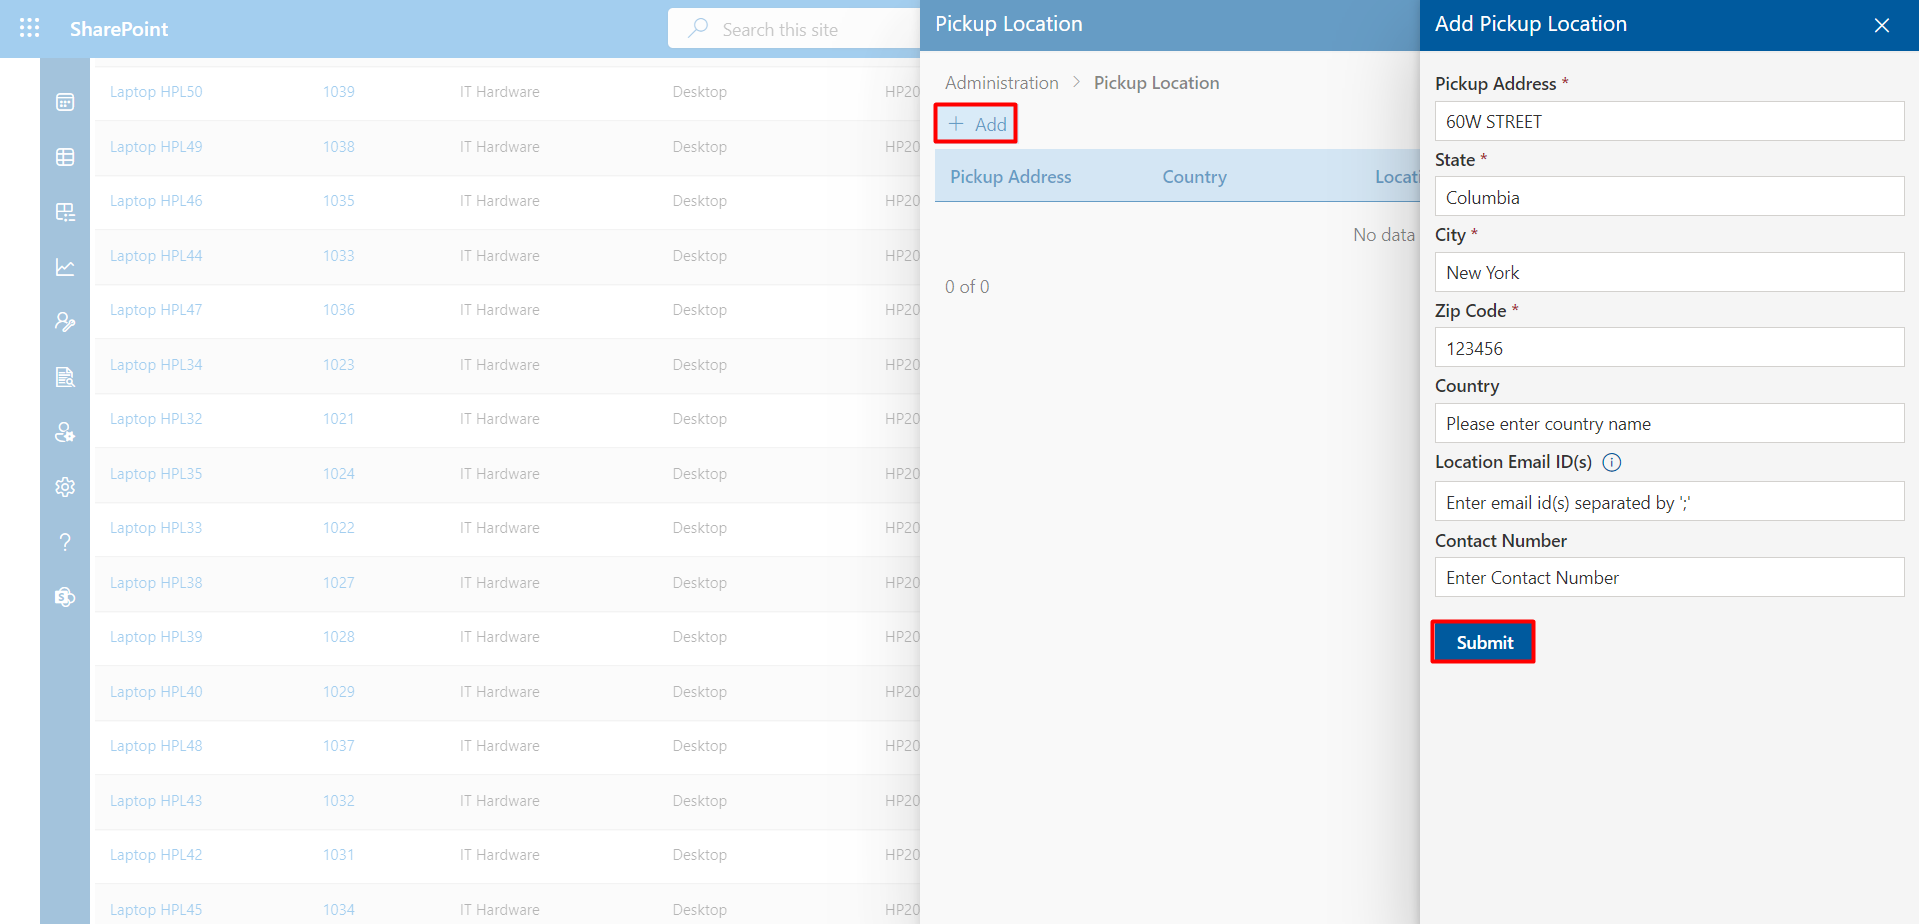 SharePoint
Search this site
Laptop HPL50 1039 IT Hardware Desktop HP20
Laptop HPL49 1038 IT Hardware Desktop HP20
Laptop HPL46 1035 IT Hardware Desktop HP20
Laptop HPL44 1033 IT Hardware Desktop HP20
Laptop HPL47 1036 IT Hardware Desktop HP20
Laptop HPL34 1023 IT Hardware Desktop HP20
Laptop HPL32 1021 IT Hardware Desktop HP20
Laptop HPL35 1024 IT Hardware Desktop HP20
Laptop HPL33 1022 IT Hardware Desktop HP20
Laptop HPL38 1027 IT Hardware Desktop HP20
Laptop HPL39 1028 IT Hardware Desktop HP20
Laptop HPL40 1029 IT Hardware Desktop HP20
Laptop HPL48 1037 IT Hardware Desktop HP20
Laptop HPL43 1032 IT Hardware Desktop HP20
Laptop HPL42 1031 IT Hardware Desktop HP20
Laptop HPL45 1034 IT Hardware Desktop HP20
Pickup Location
Administration > Pickup Location
+ Add
Pickup Address Country Locati
No data
0 of 0
Add Pickup Location
Pickup Address *
60W STREET
State *
Columbia
City *
New York
Zip Code *
123456
Country
Please enter country name
Location Email ID(s)
Enter email id(s) separated by ';'
Contact Number
Enter Contact Number
Submit